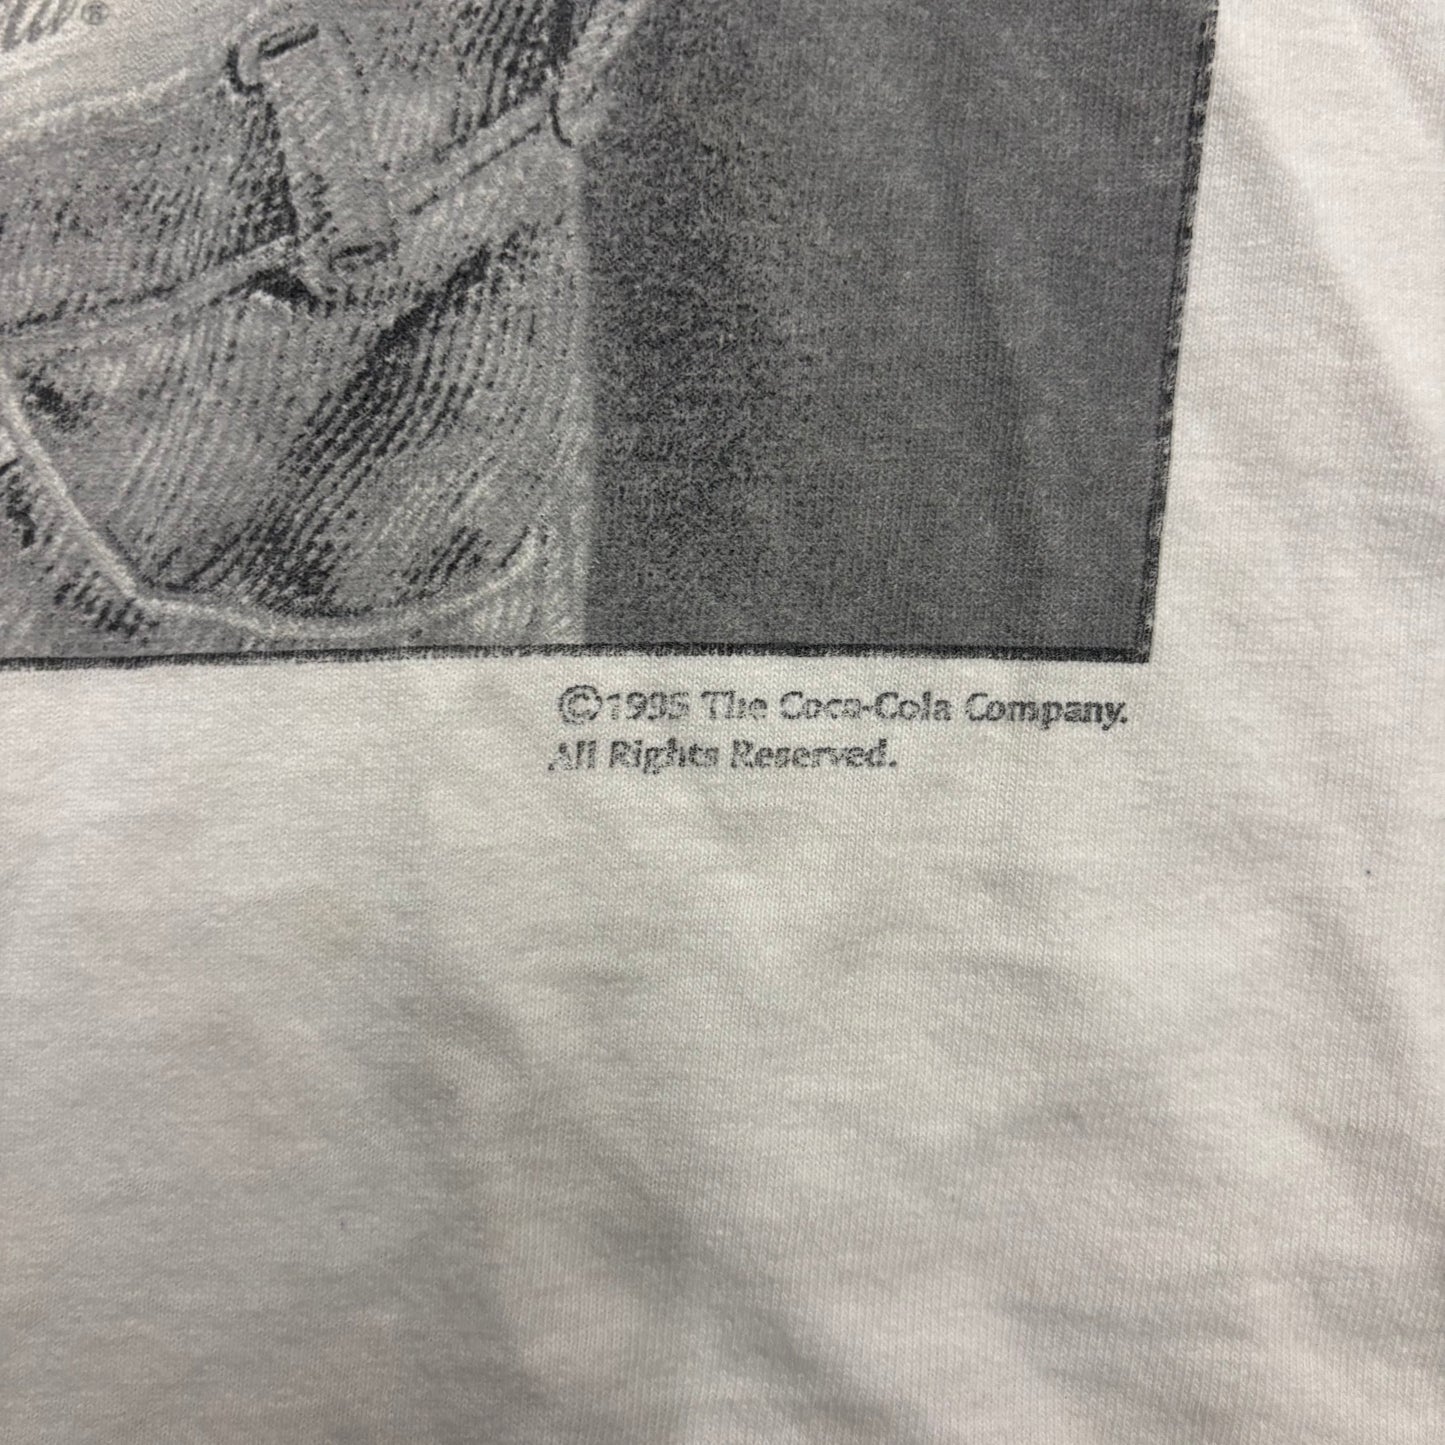 ©1995 The Coca-Cola Company.
All Rights Reserved.